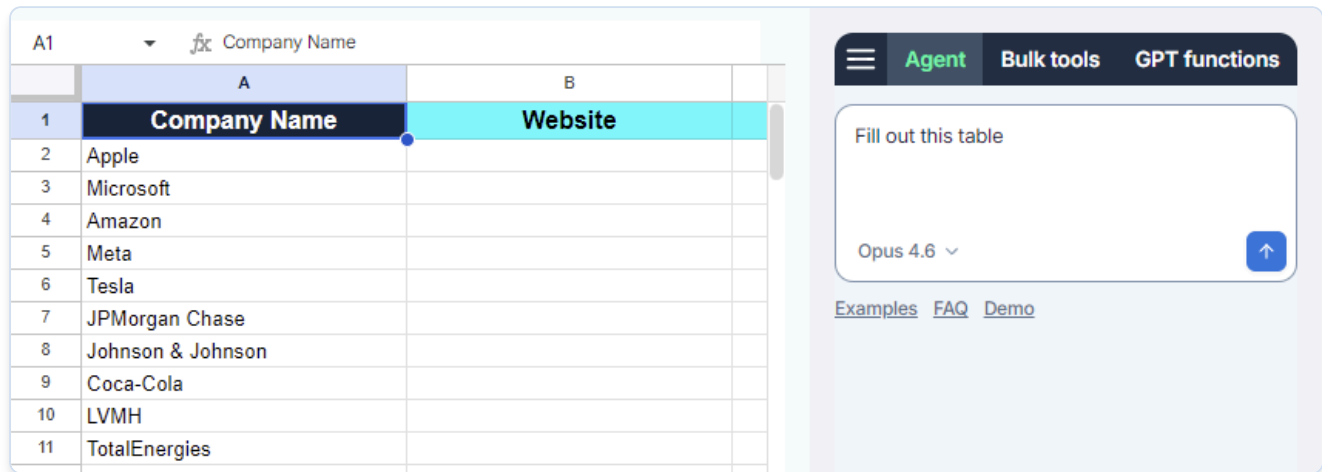 A1 fx Company Name
A B
1 Company Name Website
2 Apple
3 Microsoft
4 Amazon
5 Meta
6 Tesla
7 JPMorgan Chase
8 Johnson & Johnson
9 Coca-Cola
10 LVMH
11 TotalEnergies
Agent Bulk tools GPT functions
Fill out this table
Opus 4.6
Examples FAQ Demo